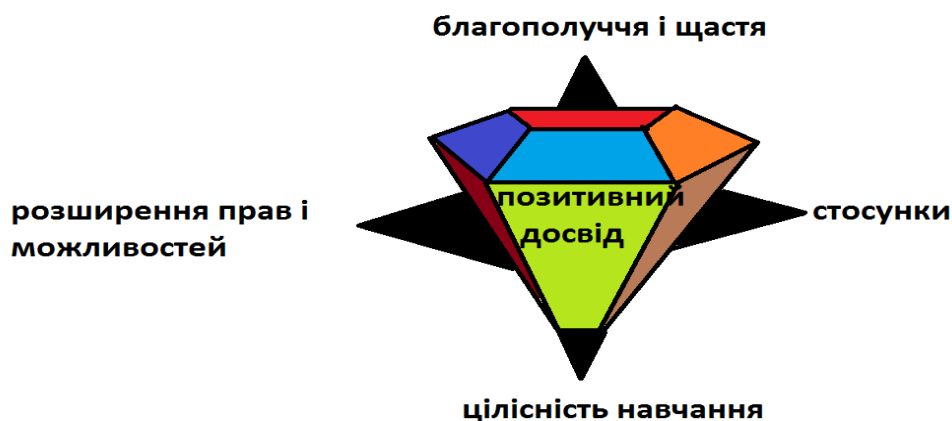 благополуччя і щастя
позитивний
досвід
розширення прав і
можливостей
стосунки
цілісність навчання